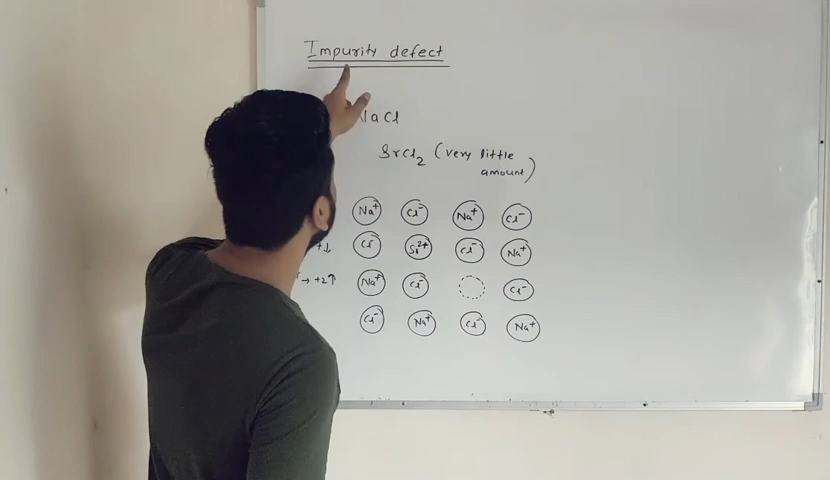 Impurity defect
NaCl
SrCl₂ (very little
amount)
Na⁺ Cl⁻ Na⁺ Cl⁻
Cl⁻ Sr²⁺ Cl⁻ Na⁺
→ +2↑ Na⁺ Cl⁻ Cl⁻
Cl⁻ Na⁺ Cl⁻ Na⁺